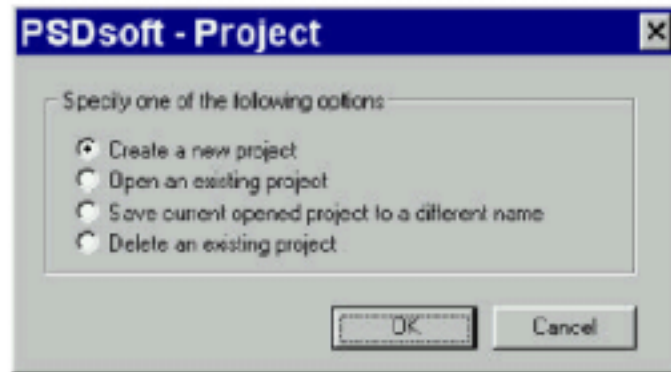 PSDsoft - Project
Specify one of the following options
Create a new project
Open an existing project
Save current opened project to a different name
Delete an existing project
OK
Cancel